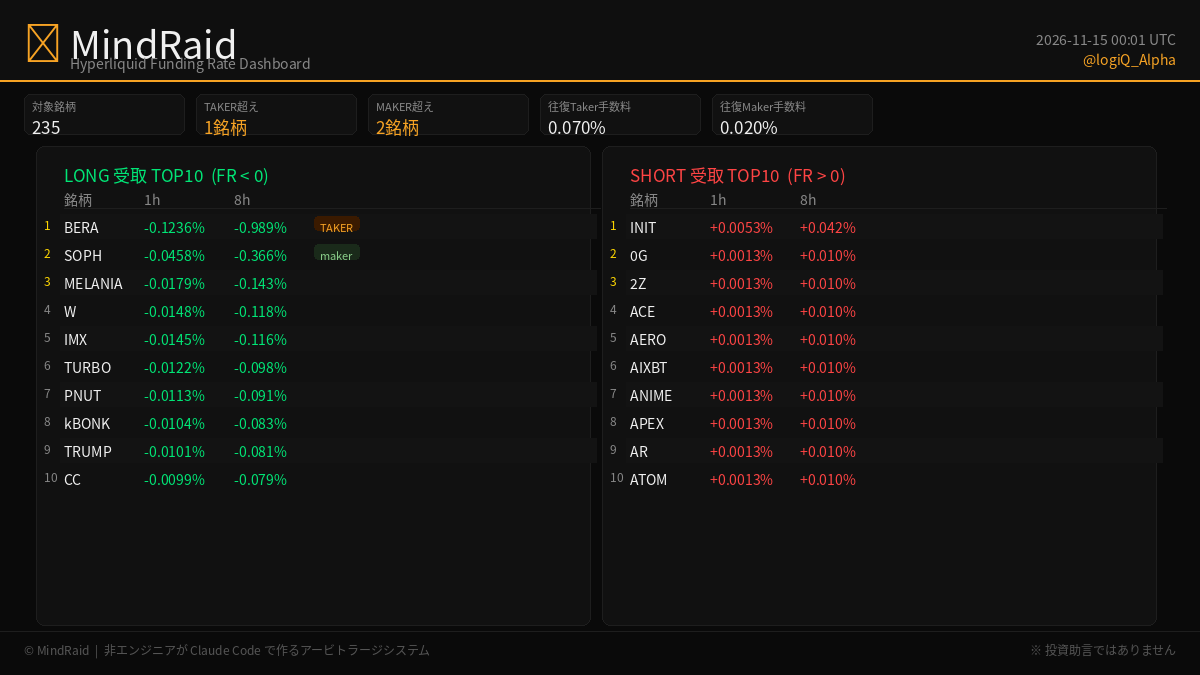 MindRaid
Hyperliquid Funding Rate Dashboard
2026-11-15 00:01 UTC
@logiQ_Alpha
対象銘柄
235
TAKER超え
1銘柄
MAKER超え
2銘柄
往復Taker手数料
0.070%
往復Maker手数料
0.020%
LONG 受取 TOP10 (FR < 0)
銘柄 1h 8h
1 BERA -0.1236% -0.989% TAKER
2 SOPH -0.0458% -0.366% maker
3 MELANIA -0.0179% -0.143%
4 W -0.0148% -0.118%
5 IMX -0.0145% -0.116%
6 TURBO -0.0122% -0.098%
7 PNUT -0.0113% -0.091%
8 kBONK -0.0104% -0.083%
9 TRUMP -0.0101% -0.081%
10 CC -0.0099% -0.079%
SHORT 受取 TOP10 (FR > 0)
銘柄 1h 8h
1 INIT +0.0053% +0.042%
2 0G +0.0013% +0.010%
3 2Z +0.0013% +0.010%
4 ACE +0.0013% +0.010%
5 AERO +0.0013% +0.010%
6 AIXBT +0.0013% +0.010%
7 ANIME +0.0013% +0.010%
8 APEX +0.0013% +0.010%
9 AR +0.0013% +0.010%
10 ATOM +0.0013% +0.010%
© MindRaid | 非エンジニアが Claude Code で作るアービトラージシステム
※ 投資助言ではありません